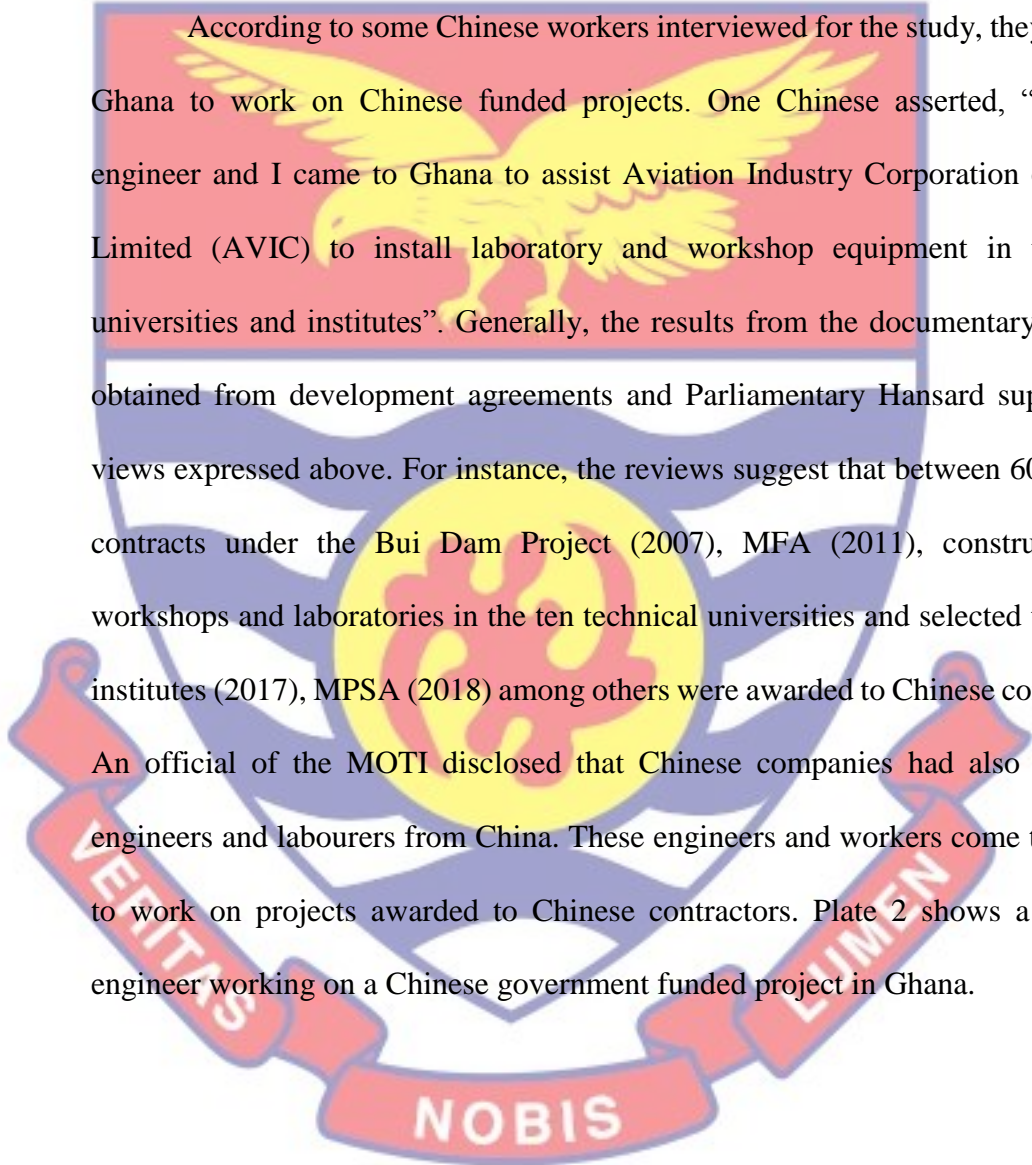 According to some Chinese workers interviewed for the study, they
Ghana to work on Chinese funded projects. One Chinese asserted, “
engineer and I came to Ghana to assist Aviation Industry Corporation
Limited (AVIC) to install laboratory and workshop equipment in
universities and institutes”. Generally, the results from the documentary
obtained from development agreements and Parliamentary Hansard
views expressed above. For instance, the reviews suggest that between 60
contracts under the Bui Dam Project (2007), MFA (2011),
workshops and laboratories in the ten technical universities and selected
institutes (2017), MPSA (2018) among others were awarded to Chinese
An official of the MOTI disclosed that Chinese companies had also
engineers and labourers from China. These engineers and workers come
to work on projects awarded to Chinese contractors. Plate 2 shows a
engineer working on a Chinese government funded project in Ghana.
VERITAS
NOBIS
LUMEN